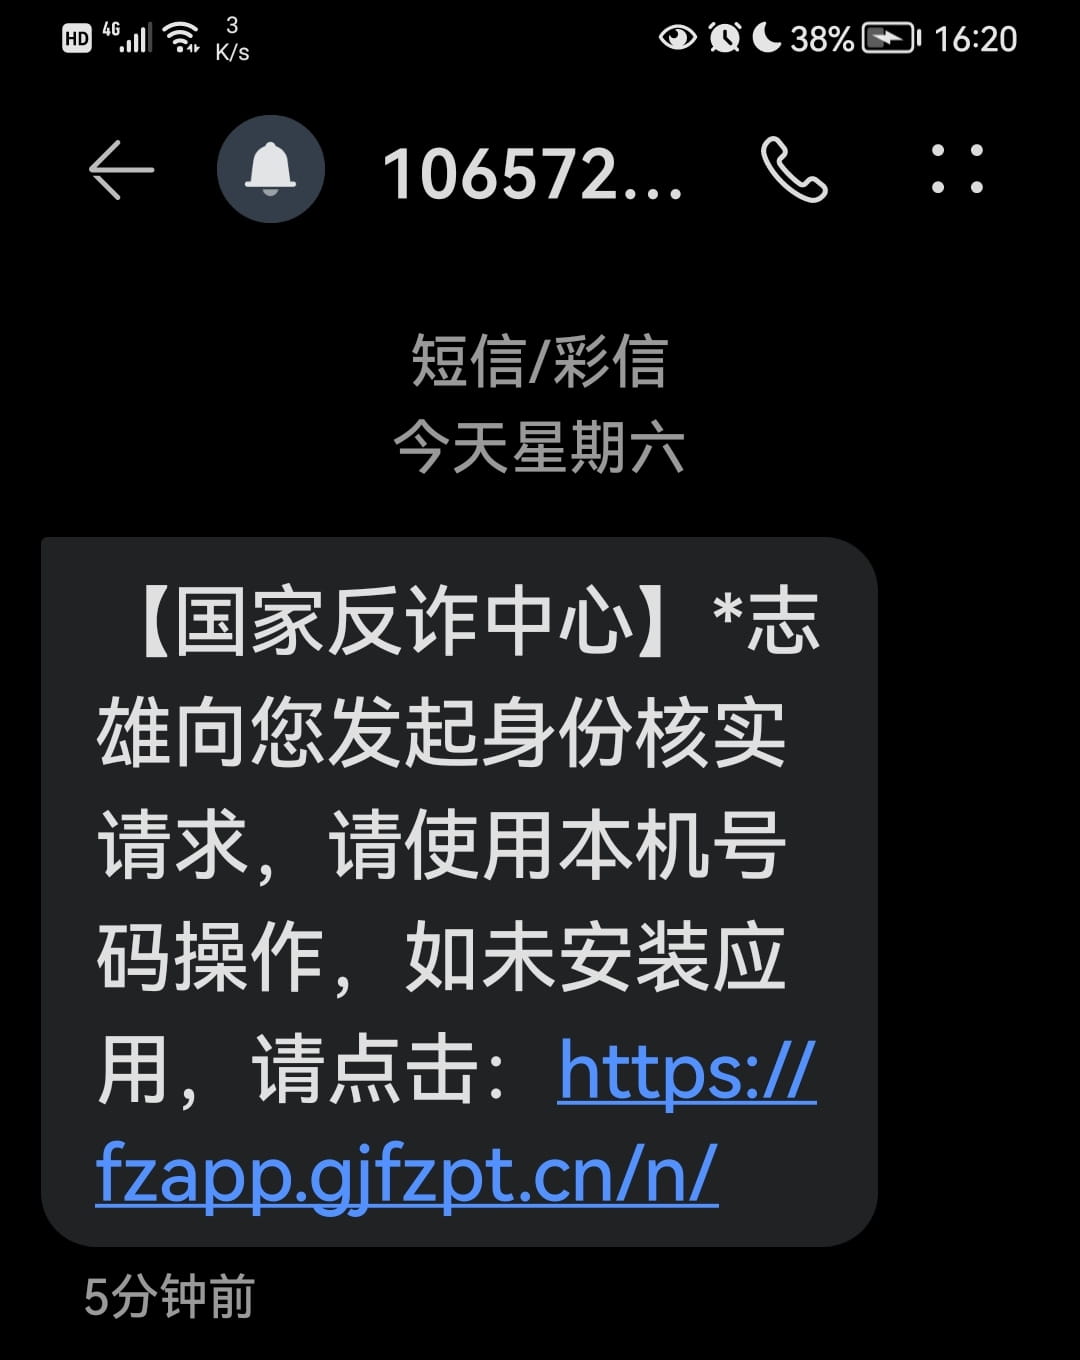 HD 4G 3 K/s 38% 16:20
106572...
短信/彩信
今天星期六
【国家反诈中心】*志
雄向您发起身份核实
请求，请使用本机号
码操作，如未安装应
用，请点击：https://
fzapp.gjfzpt.cn/n/
5分钟前